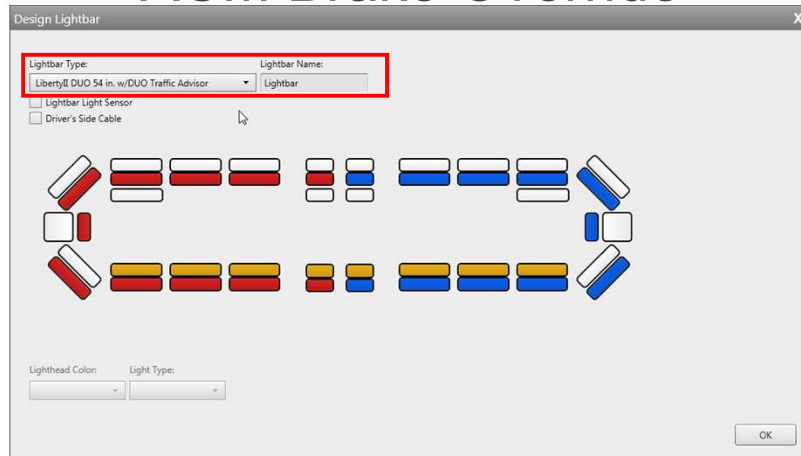 Design Lightbar X
Lightbar Type: Lightbar Name:
LibertyII DUO 54 in. w/DUO Traffic Advisor Lightbar
Lightbar Light Sensor
Driver's Side Cable
Lighthead Color: Light Type:
OK